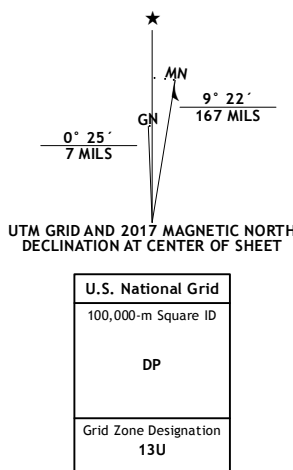 MN
GN
9° 22´
167 MILS
0° 25´
7 MILS
UTM GRID AND 2017 MAGNETIC NORTH
DECLINATION AT CENTER OF SHEET
U.S. National Grid
100,000-m Square ID
DP
Grid Zone Designation
13U